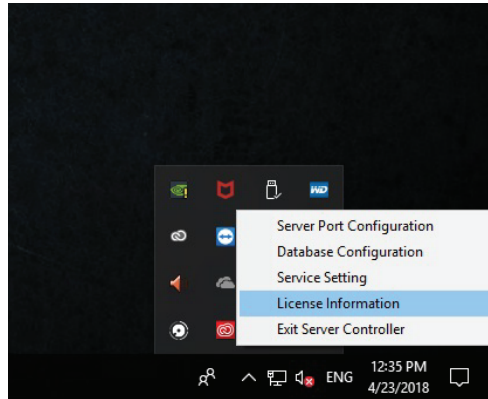 WD
Server Port Configuration
Database Configuration
Service Setting
License Information
Exit Server Controller
ENG
12:35 PM
4/23/2018